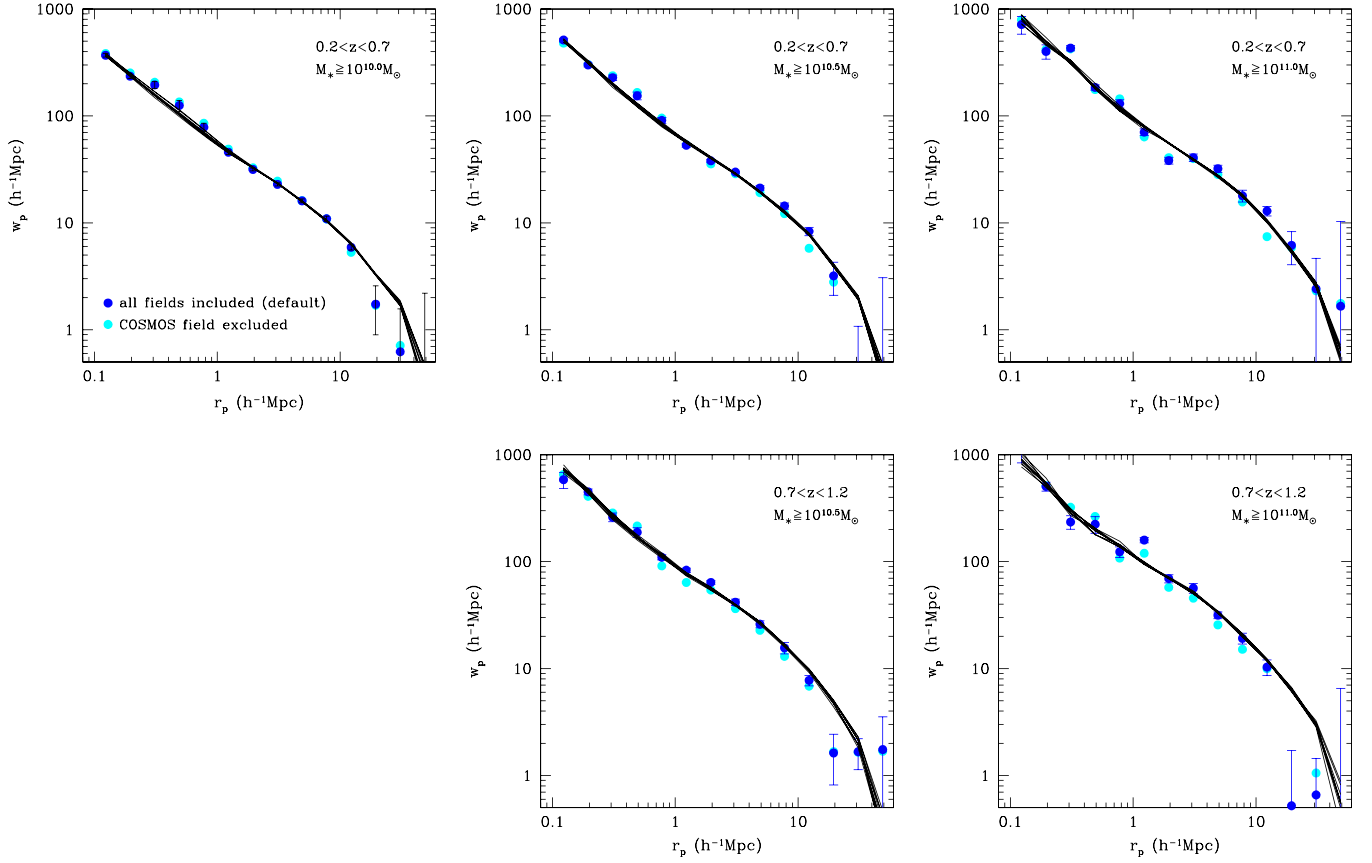 1000
100
10
1
w_p (h⁻¹Mpc)
0.2<z<0.7
M_*≧10^10.0M_⊙
all fields included (default)
COSMOS field excluded
0.1 1 10
r_p (h⁻¹Mpc)
1000
100
10
1
w_p (h⁻¹Mpc)
0.2<z<0.7
M_*≧10^10.5M_⊙
0.1 1 10
r_p (h⁻¹Mpc)
1000
100
10
1
w_p (h⁻¹Mpc)
0.2<z<0.7
M_*≧10^11.0M_⊙
0.1 1 10
r_p (h⁻¹Mpc)
1000
100
10
1
w_p (h⁻¹Mpc)
0.7<z<1.2
M_*≧10^10.5M_⊙
0.1 1 10
r_p (h⁻¹Mpc)
1000
100
10
1
w_p (h⁻¹Mpc)
0.7<z<1.2
M_*≧10^11.0M_⊙
0.1 1 10
r_p (h⁻¹Mpc)